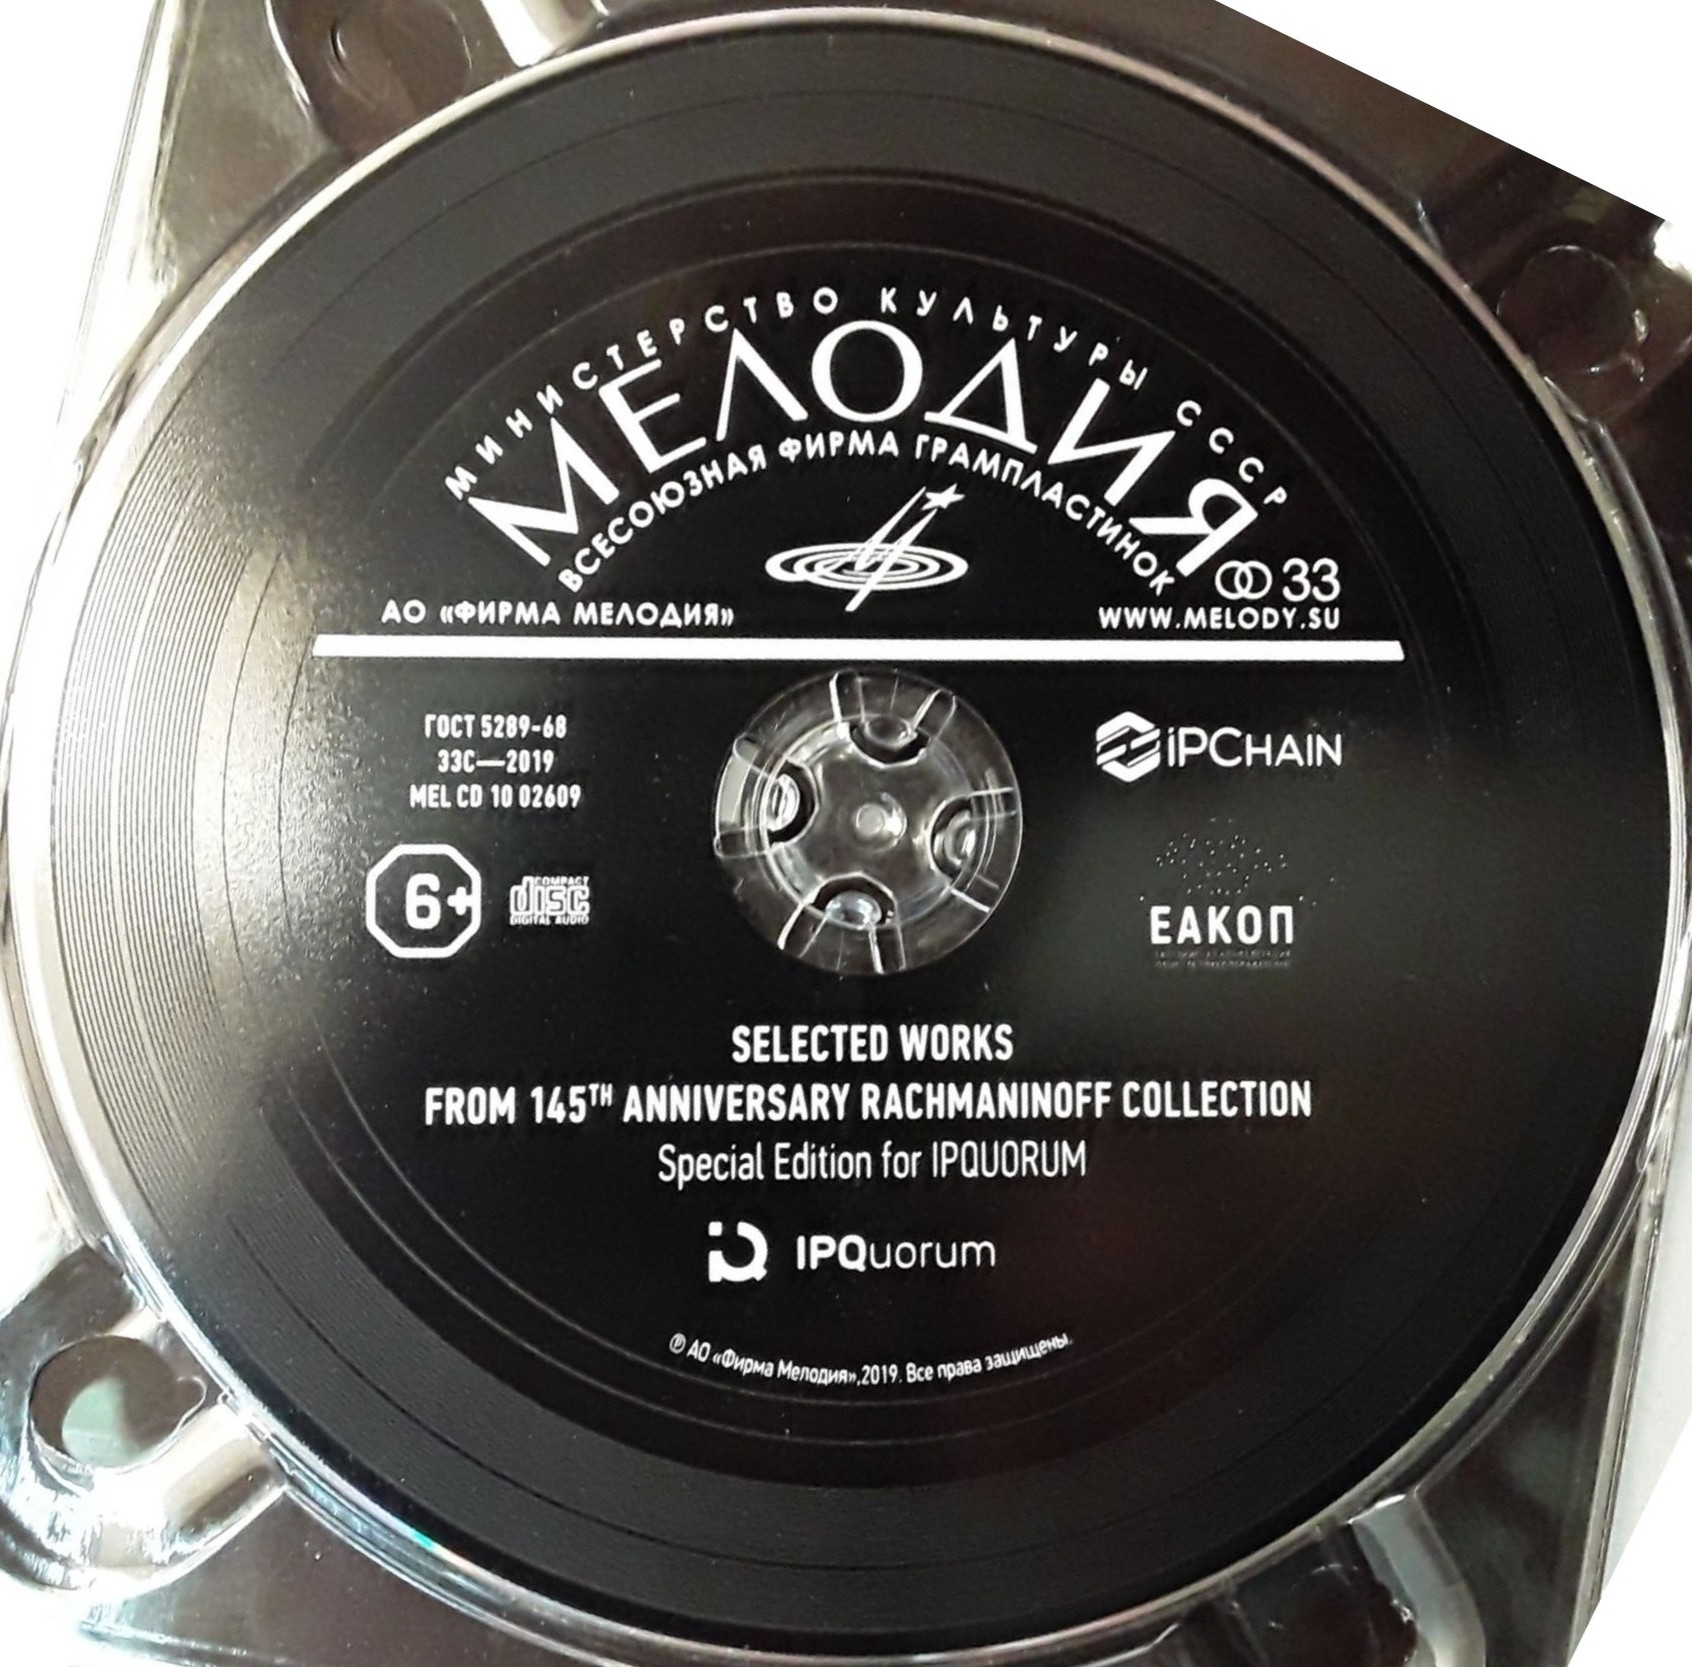 МИНИСТЕРСТВО КУЛЬТУРЫ СССР
МЕЛОДИЯ
ВСЕСОЮЗНАЯ ФИРМА ГРАМПЛАСТИНОК
33
АО «ФИРМА МЕЛОДИЯ»
WWW.MELODY.SU
ГОСТ 5289-68
33С—2019
MEL CD 10 02609
6+
COMPACT
disc
DIGITAL AUDIO
iPCHAIN
ЕАКОП
SELECTED WORKS
FROM 145TH ANNIVERSARY RACHMANINOFF COLLECTION
Special Edition for IPQUORUM
IPQuorum
℗ АО «Фирма Мелодия»,2019. Все права защищены.